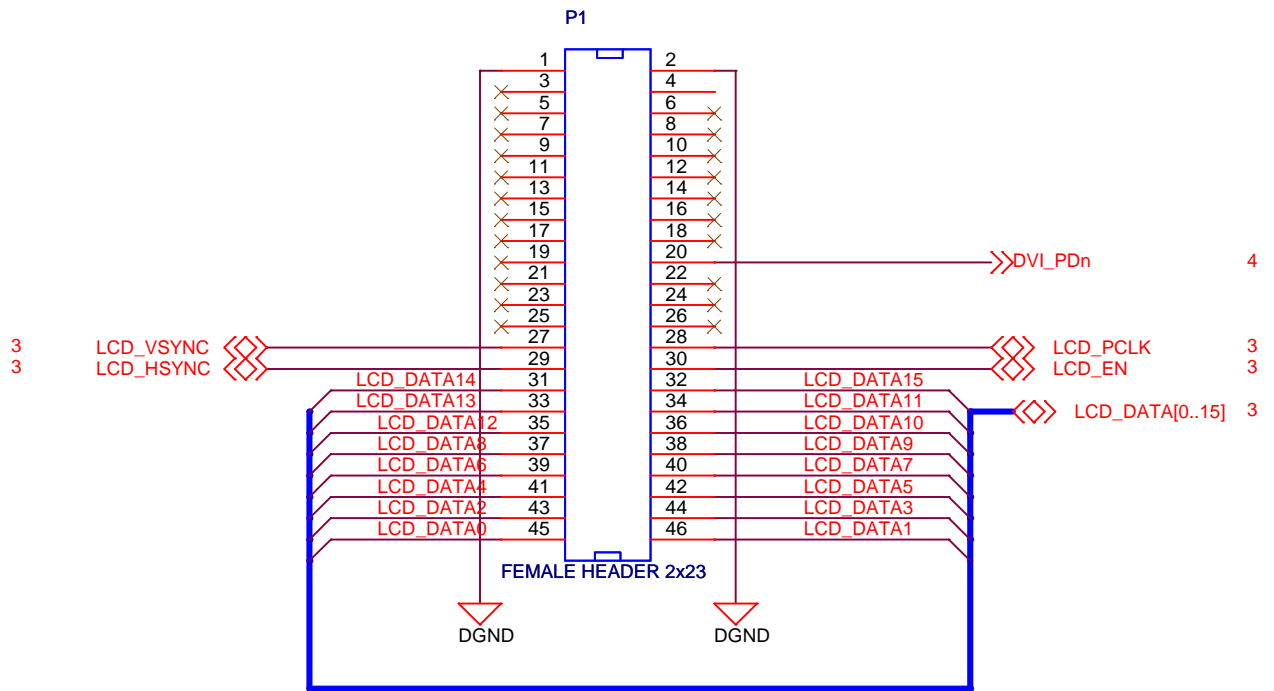 P1
1 2
3 4
5 6
7 8
9 10
11 12
13 14
15 16
17 18
19 20 DVI_PDn 4
21 22
23 24
25 26
3 LCD_VSYNC 27 28 LCD_PCLK 3
3 LCD_HSYNC 29 30 LCD_EN 3
LCD_DATA14 31 32 LCD_DATA15
LCD_DATA13 33 34 LCD_DATA11 LCD_DATA[0..15] 3
LCD_DATA12 35 36 LCD_DATA10
LCD_DATA8 37 38 LCD_DATA9
LCD_DATA6 39 40 LCD_DATA7
LCD_DATA4 41 42 LCD_DATA5
LCD_DATA2 43 44 LCD_DATA3
LCD_DATA0 45 46 LCD_DATA1
FEMALE HEADER 2x23
DGND DGND